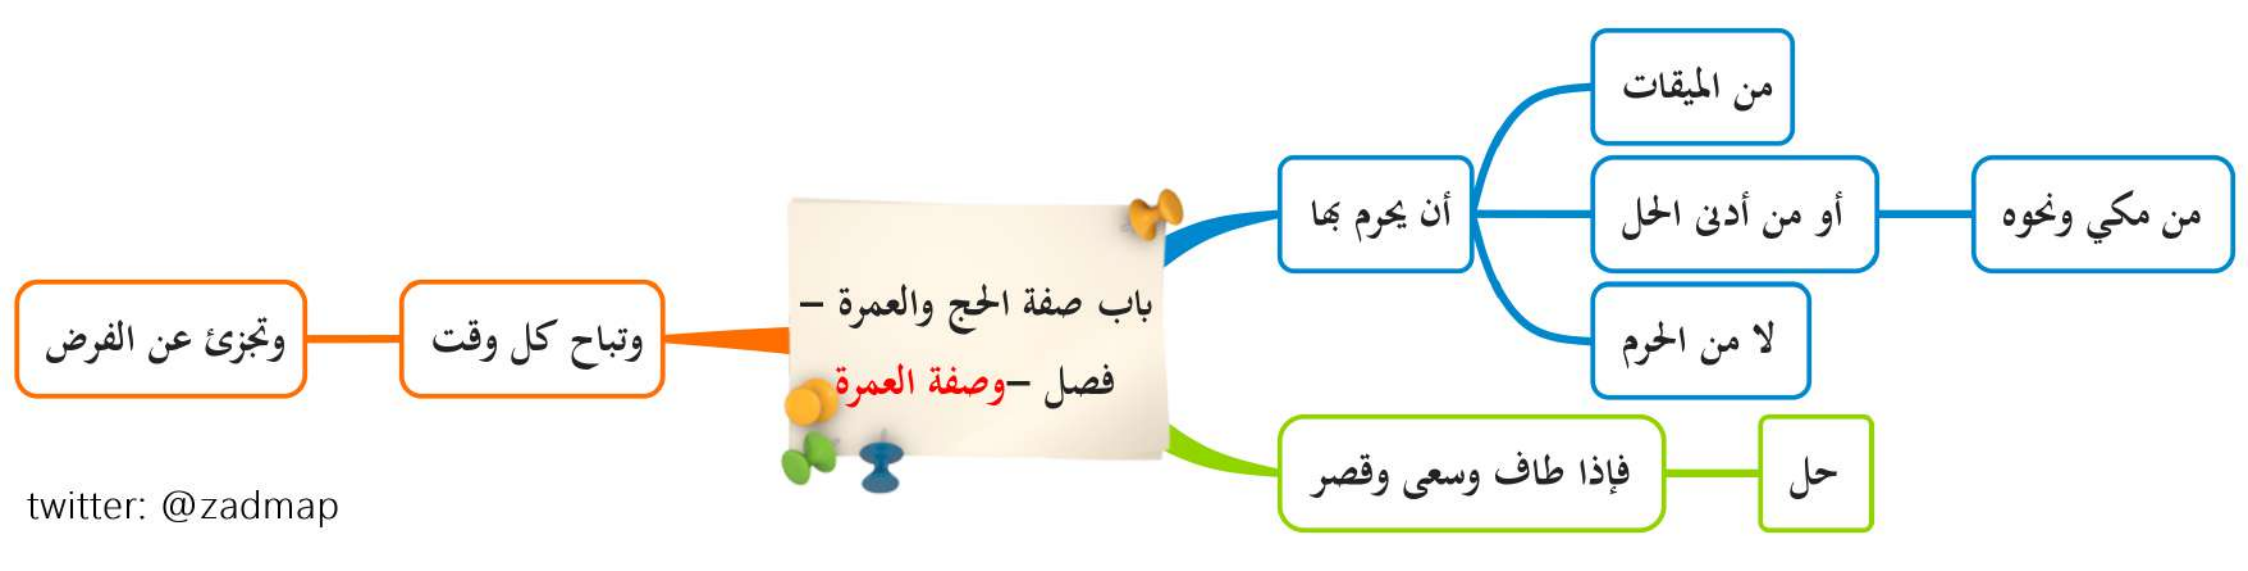 باب صفة الحج والعمرة –
فصل –وصفة العمرة
أن يحرم بها
من الميقات
أو من أدنى الحل
من مكي ونحوه
لا من الحرم
فإذا طاف وسعى وقصر
حل
وتباح كل وقت
وتجزئ عن الفرض
twitter: @zadmap